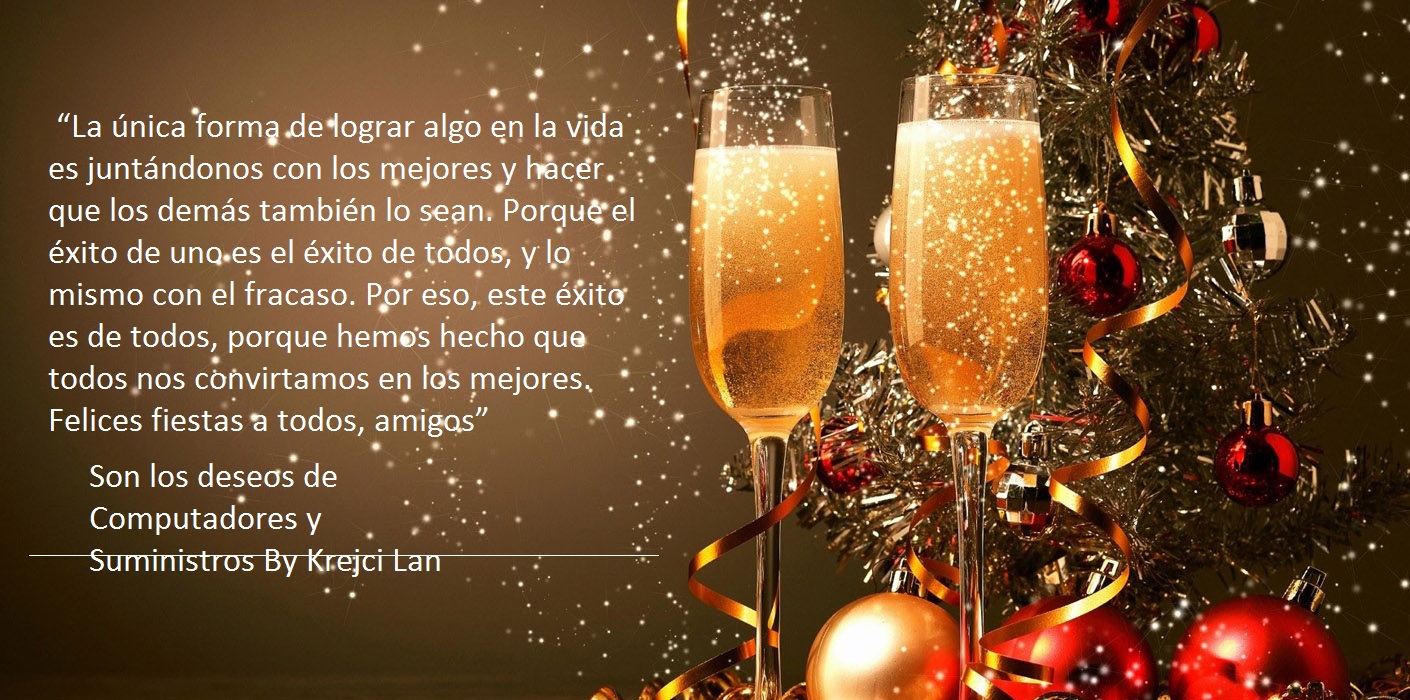 “La única forma de lograr algo en la vida
es juntándonos con los mejores y hacer
que los demás también lo sean. Porque el
éxito de uno es el éxito de todos, y lo
mismo con el fracaso. Por eso, este éxito
es de todos, porque hemos hecho que
todos nos convirtamos en los mejores.
Felices fiestas a todos, amigos”
Son los deseos de
Computadores y
Suministros By Krejci Lan